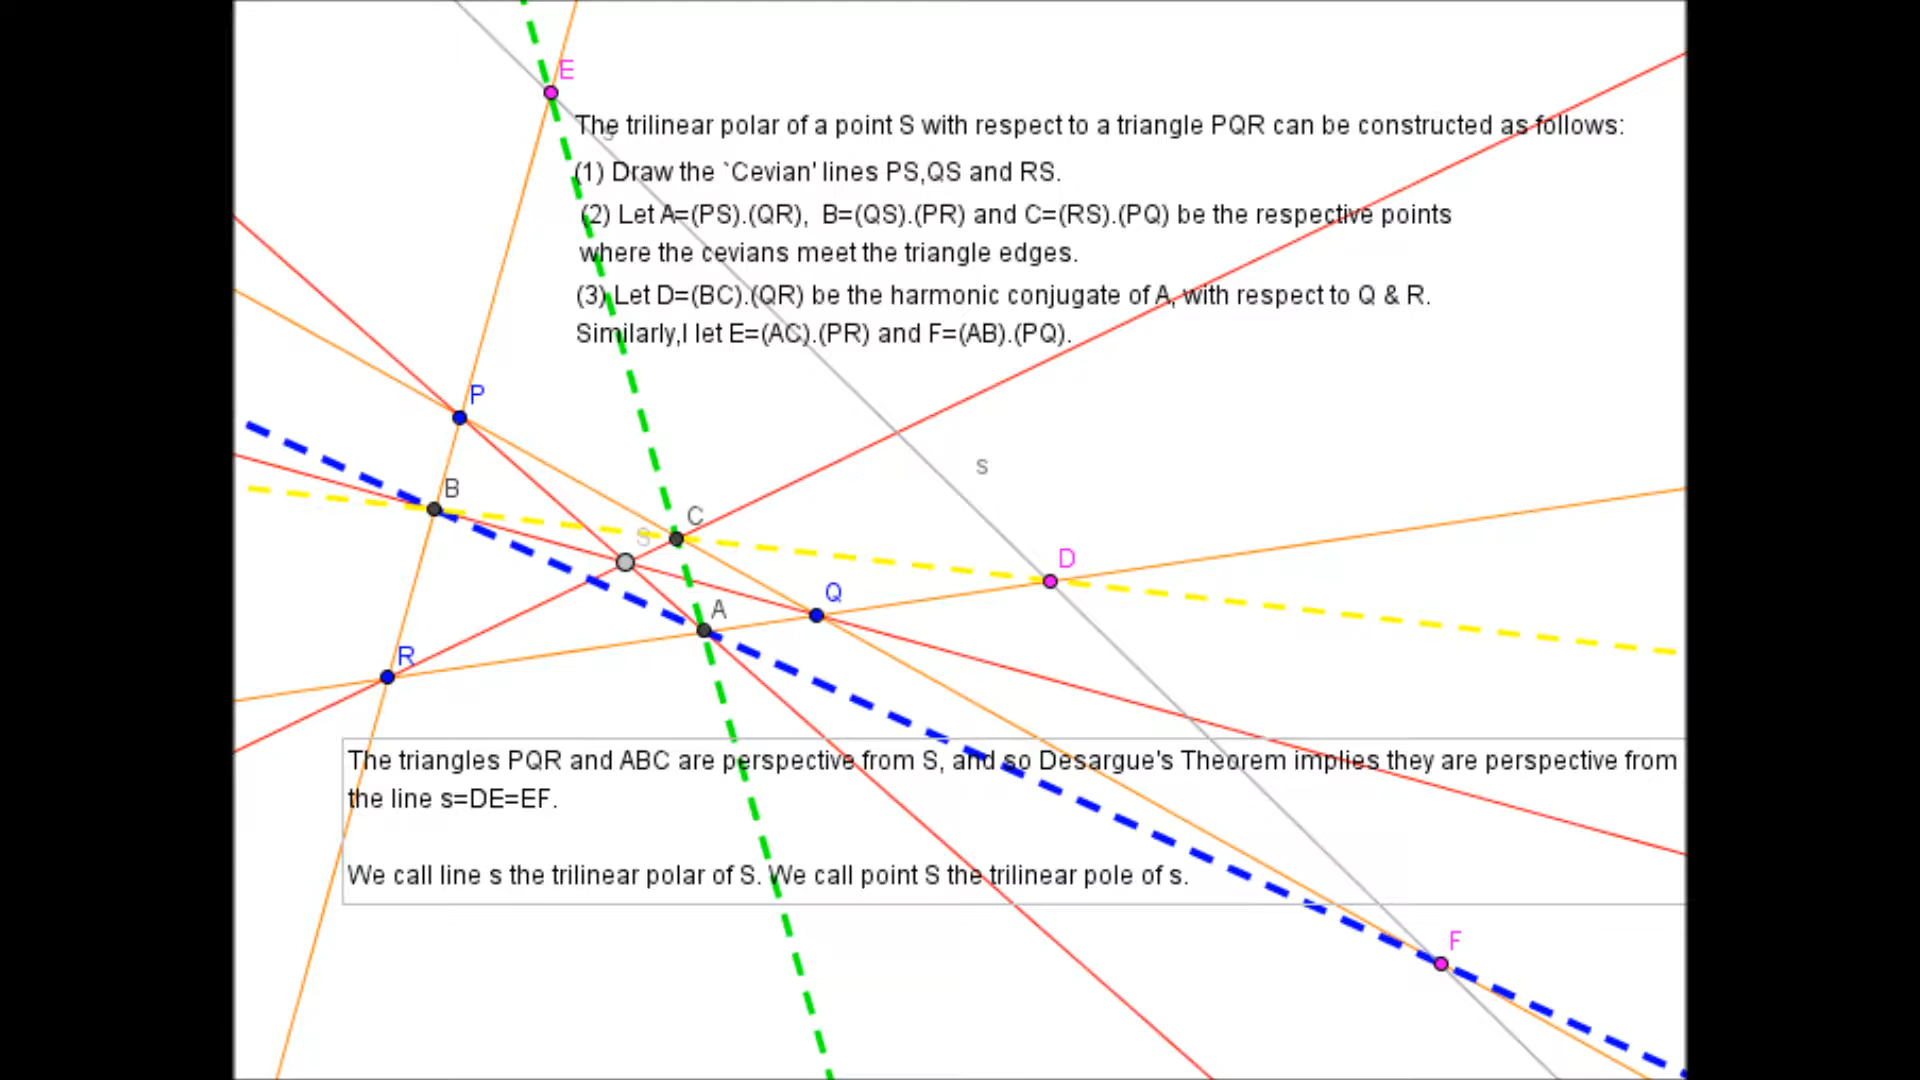 E
The trilinear polar of a point S with respect to a triangle PQR can be constructed as follows:
s
(1) Draw the `Cevian' lines PS,QS and RS.
(2) Let A=(PS).(QR), B=(QS).(PR) and C=(RS).(PQ) be the respective points
where the cevians meet the triangle edges.
(3) Let D=(BC).(QR) be the harmonic conjugate of A, with respect to Q & R.
Similarly,I let E=(AC).(PR) and F=(AB).(PQ).
P
s
B
C
S
D
Q
A
R
The triangles PQR and ABC are perspective from S, and so Desargue's Theorem implies they are perspective from
the line s=DE=EF.
We call line s the trilinear polar of S. We call point S the trilinear pole of s.
F